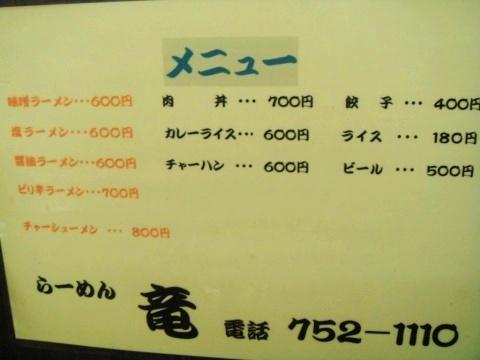 メニュー
味噌ラーメン・・・600円 肉 丼 ・・・ 700円 餃 子 ・・・ 400円
塩ラーメン・・・600円 カレーライス・・・ 600円 ライス ・・・ 180円
醤油ラーメン・・・600円 チャーハン ・・・ 600円 ビール ・・・ 500円
ピリ辛ラーメン・・・700円
チャーシューメン ・・・ 800円
らーめん 竜 電話 752-1110